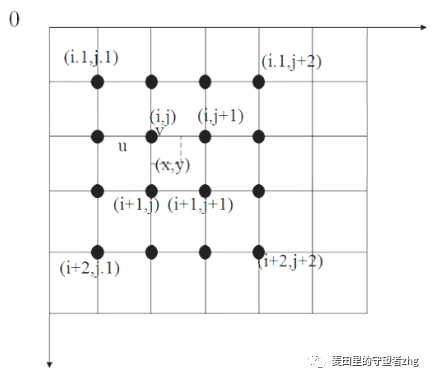 0
(i.1,j.1) (i.1,j+2)
(i,j) (i,j+1)
v
u
(x,y)
(i+1,j) (i+1,j+1)
(i+2,j.1) (i+2,j+2)
麦田里的守望者zhg